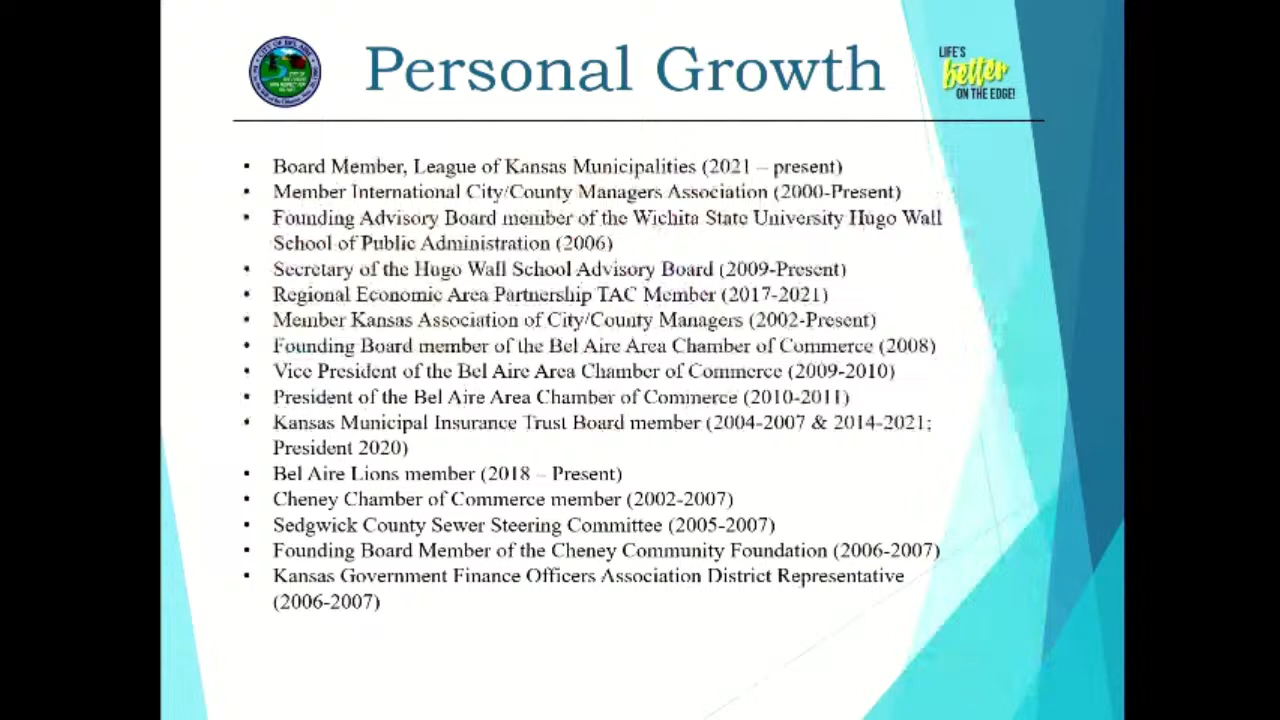 CITY OF BEL AIRE
Personal Growth
LIFE'S
better
ON THE EDGE!
• Board Member, League of Kansas Municipalities (2021 – present)
• Member International City/County Managers Association (2000-Present)
• Founding Advisory Board member of the Wichita State University Hugo Wall
School of Public Administration (2006)
• Secretary of the Hugo Wall School Advisory Board (2009-Present)
• Regional Economic Area Partnership TAC Member (2017-2021)
• Member Kansas Association of City/County Managers (2002-Present)
• Founding Board member of the Bel Aire Area Chamber of Commerce (2008)
• Vice President of the Bel Aire Area Chamber of Commerce (2009-2010)
• President of the Bel Aire Area Chamber of Commerce (2010-2011)
• Kansas Municipal Insurance Trust Board member (2004-2007 & 2014-2021;
President 2020)
• Bel Aire Lions member (2018 – Present)
• Cheney Chamber of Commerce member (2002-2007)
• Sedgwick County Sewer Steering Committee (2005-2007)
• Founding Board Member of the Cheney Community Foundation (2006-2007)
• Kansas Government Finance Officers Association District Representative
(2006-2007)